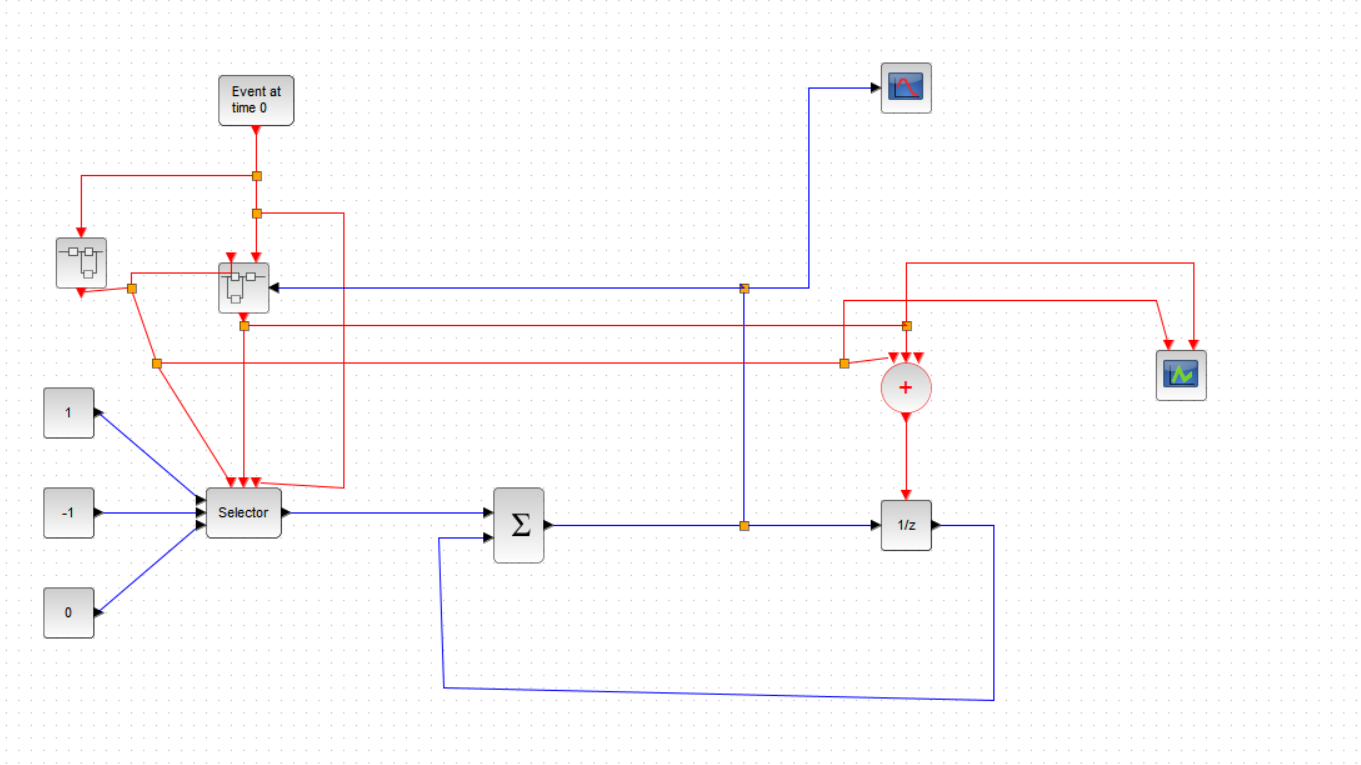 Event at
time 0
+
1
-1
Selector
Σ
1/z
0